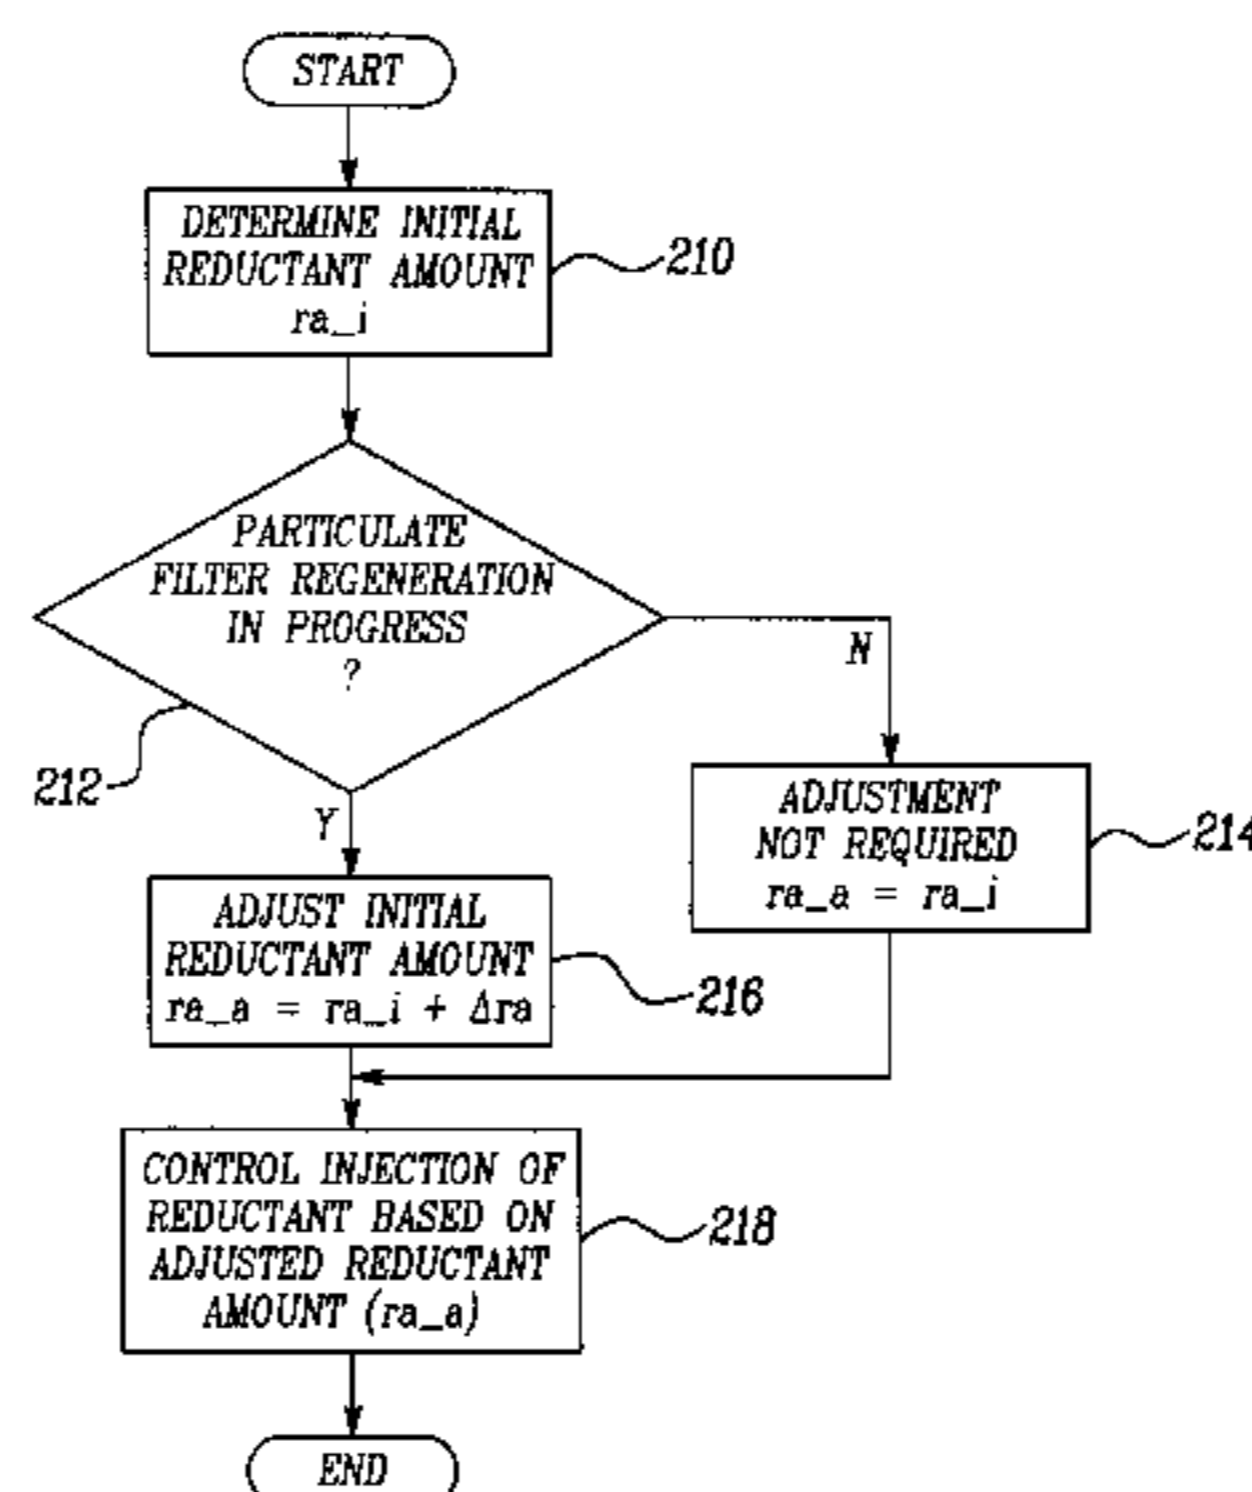 START
DETERMINE INITIAL
REDUCTANT AMOUNT
ra_i
210
PARTICULATE
FILTER REGENERATION
IN PROGRESS
?
212
N
Y
ADJUSTMENT
NOT REQUIRED
ra_a = ra_i
214
ADJUST INITIAL
REDUCTANT AMOUNT
ra_a = ra_i + Δra
216
CONTROL INJECTION OF
REDUCTANT BASED ON
ADJUSTED REDUCTANT
AMOUNT (ra_a)
218
END